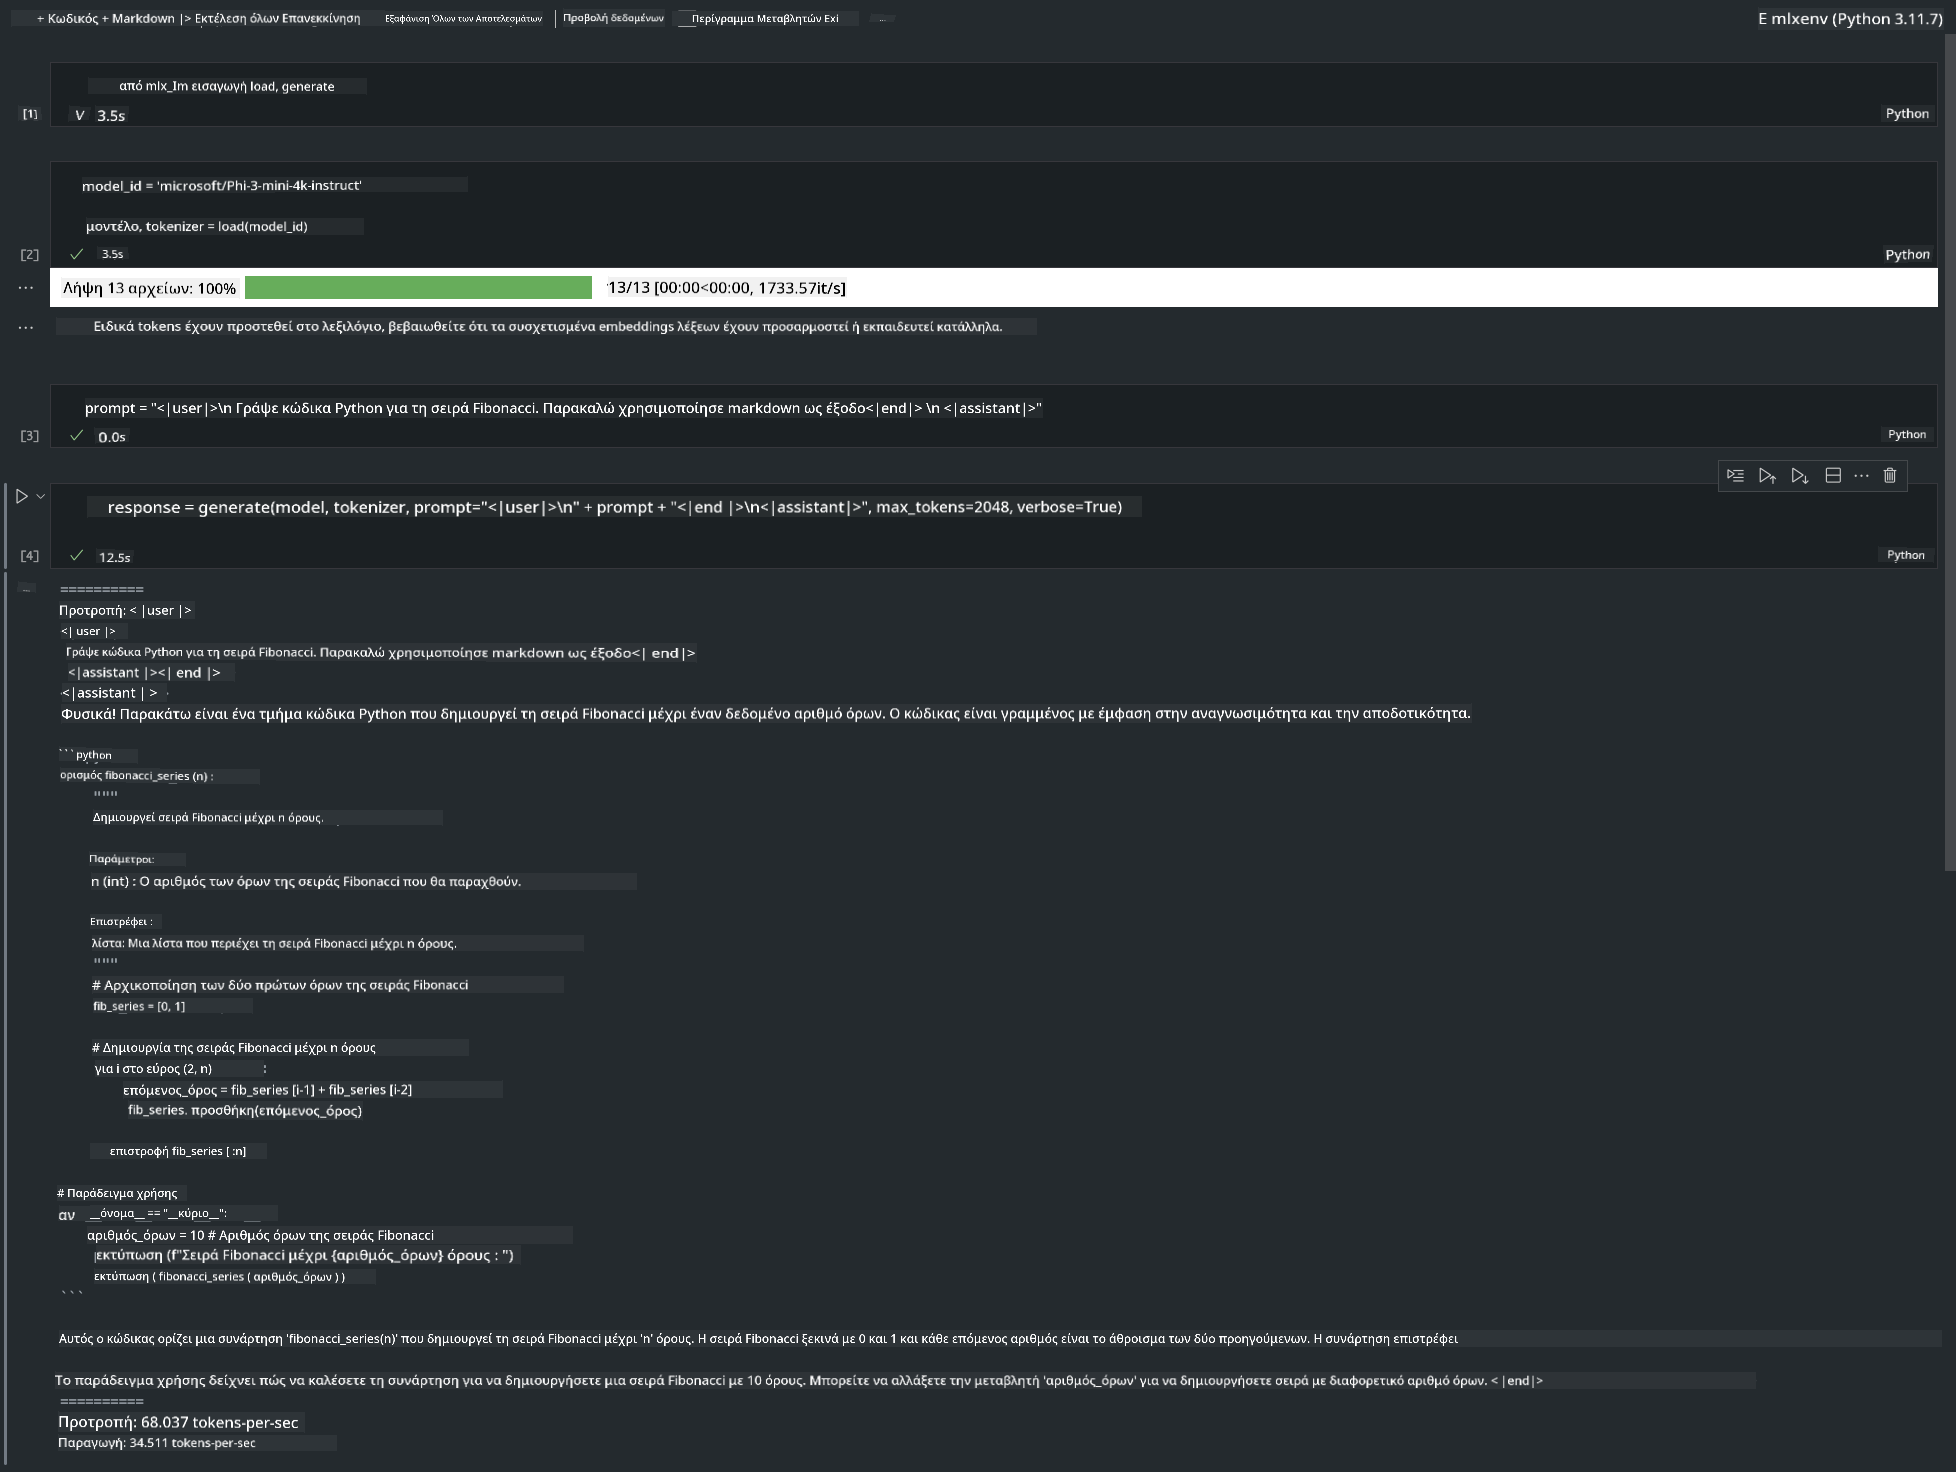 + Κωδικός + Markdown |> Εκτέλεση όλων Επανεκκίνηση Εξαφάνιση Όλων των Αποτελεσμάτων | Προβολή δεδομένων Περίγραμμα Μεταβλητών Exi ...
E mlxenv (Python 3.11.7)
από mlx_Im εισαγωγή load, generate
[1] V 3.5s Python
model_id = 'microsoft/Phi-3-mini-4k-instruct'
μοντέλο, tokenizer = load(model_id)
[2] ✓ 3.5s Python
... Λήψη 13 αρχείων: 100% 13/13 [00:00<00:00, 1733.57it/s]
... Ειδικά tokens έχουν προστεθεί στο λεξιλόγιο, βεβαιωθείτε ότι τα συσχετισμένα embeddings λέξεων έχουν προσαρμοστεί ή εκπαιδευτεί κατάλληλα.
prompt = "<|user|>\n Γράψε κώδικα Python για τη σειρά Fibonacci. Παρακαλώ χρησιμοποίησε markdown ως έξοδο<|end|> \n <|assistant|>"
[3] ✓ 0.0s Python
response = generate(model, tokenizer, prompt="<|user|>\n" + prompt + "<|end |>\n<|assistant|>", max_tokens=2048, verbose=True)
[4] ✓ 12.5s Python
... ==========
Προτροπή: < |user |>
<| user |>
Γράψε κώδικα Python για τη σειρά Fibonacci. Παρακαλώ χρησιμοποίησε markdown ως έξοδο<| end|>
<|assistant |><| end |>
<|assistant | >
Φυσικά! Παρακάτω είναι ένα τμήμα κώδικα Python που δημιουργεί τη σειρά Fibonacci μέχρι έναν δεδομένο αριθμό όρων. Ο κώδικας είναι γραμμένος με έμφαση στην αναγνωσιμότητα και την αποδοτικότητα.
```python
ορισμός fibonacci_series (n) :
"""
Δημιουργεί σειρά Fibonacci μέχρι n όρους.
Παράμετροι:
n (int) : Ο αριθμός των όρων της σειράς Fibonacci που θα παραχθούν.
Επιστρέφει :
λίστα: Μια λίστα που περιέχει τη σειρά Fibonacci μέχρι n όρους.
"""
# Αρχικοποίηση των δύο πρώτων όρων της σειράς Fibonacci
fib_series = [0, 1]
# Δημιουργία της σειράς Fibonacci μέχρι n όρους
για i στο εύρος (2, n) :
επόμενος_όρος = fib_series [i-1] + fib_series [i-2]
fib_series. προσθήκη(επόμενος_όρος)
επιστροφή fib_series [ :n]
# Παράδειγμα χρήσης
αν __όνομα__ == "__κύριο__":
αριθμός_όρων = 10 # Αριθμός όρων της σειράς Fibonacci
εκτύπωση (f"Σειρά Fibonacci μέχρι {αριθμός_όρων} όρους : ")
εκτύπωση ( fibonacci_series ( αριθμός_όρων ) )
```
Αυτός ο κώδικας ορίζει μια συνάρτηση 'fibonacci_series(n)' που δημιουργεί τη σειρά Fibonacci μέχρι 'n' όρους. Η σειρά Fibonacci ξεκινά με 0 και 1 και κάθε επόμενος αριθμός είναι το άθροισμα των δύο προηγούμενων. Η συνάρτηση επιστρέφει
Το παράδειγμα χρήσης δείχνει πώς να καλέσετε τη συνάρτηση για να δημιουργήσετε μια σειρά Fibonacci με 10 όρους. Μπορείτε να αλλάξετε την μεταβλητή 'αριθμός_όρων' για να δημιουργήσετε σειρά με διαφορετικό αριθμό όρων. < |end|>
==========
Προτροπή: 68.037 tokens-per-sec
Παραγωγή: 34.511 tokens-per-sec